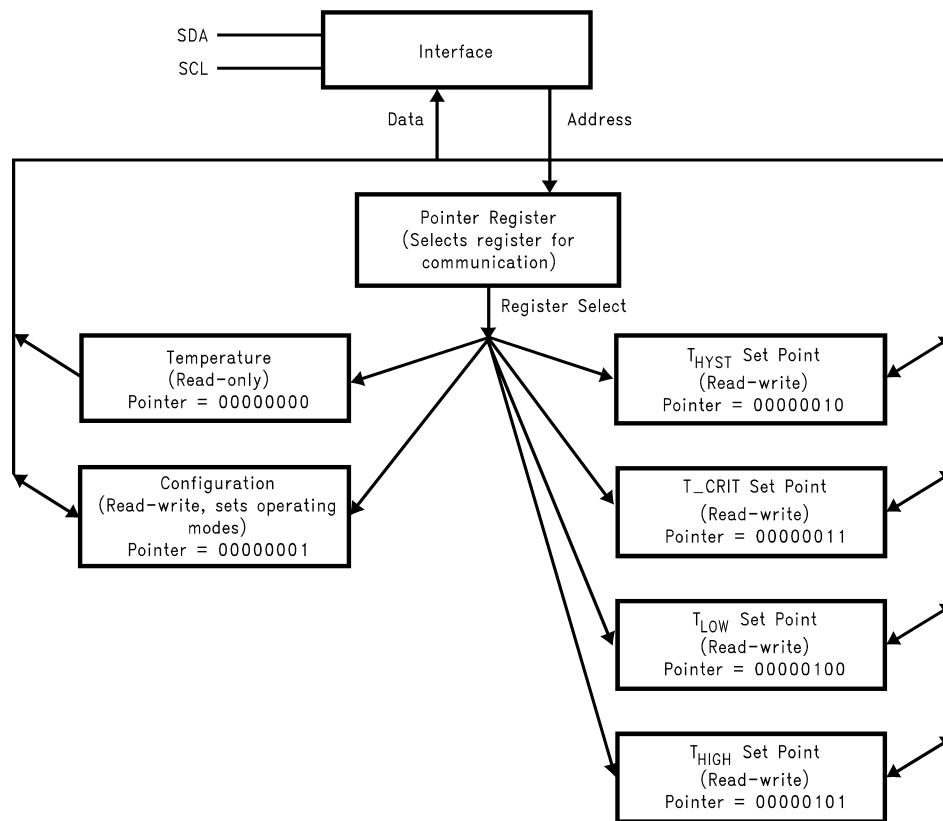 SDA
SCL
Interface
Data
Address
Pointer Register
(Selects register for
communication)
Register Select
Temperature
(Read-only)
Pointer = 00000000
Configuration
(Read-write, sets operating
modes)
Pointer = 00000001
THYST Set Point
(Read-write)
Pointer = 00000010
T_CRIT Set Point
(Read-write)
Pointer = 00000011
TLOW Set Point
(Read-write)
Pointer = 00000100
THIGH Set Point
(Read-write)
Pointer = 00000101